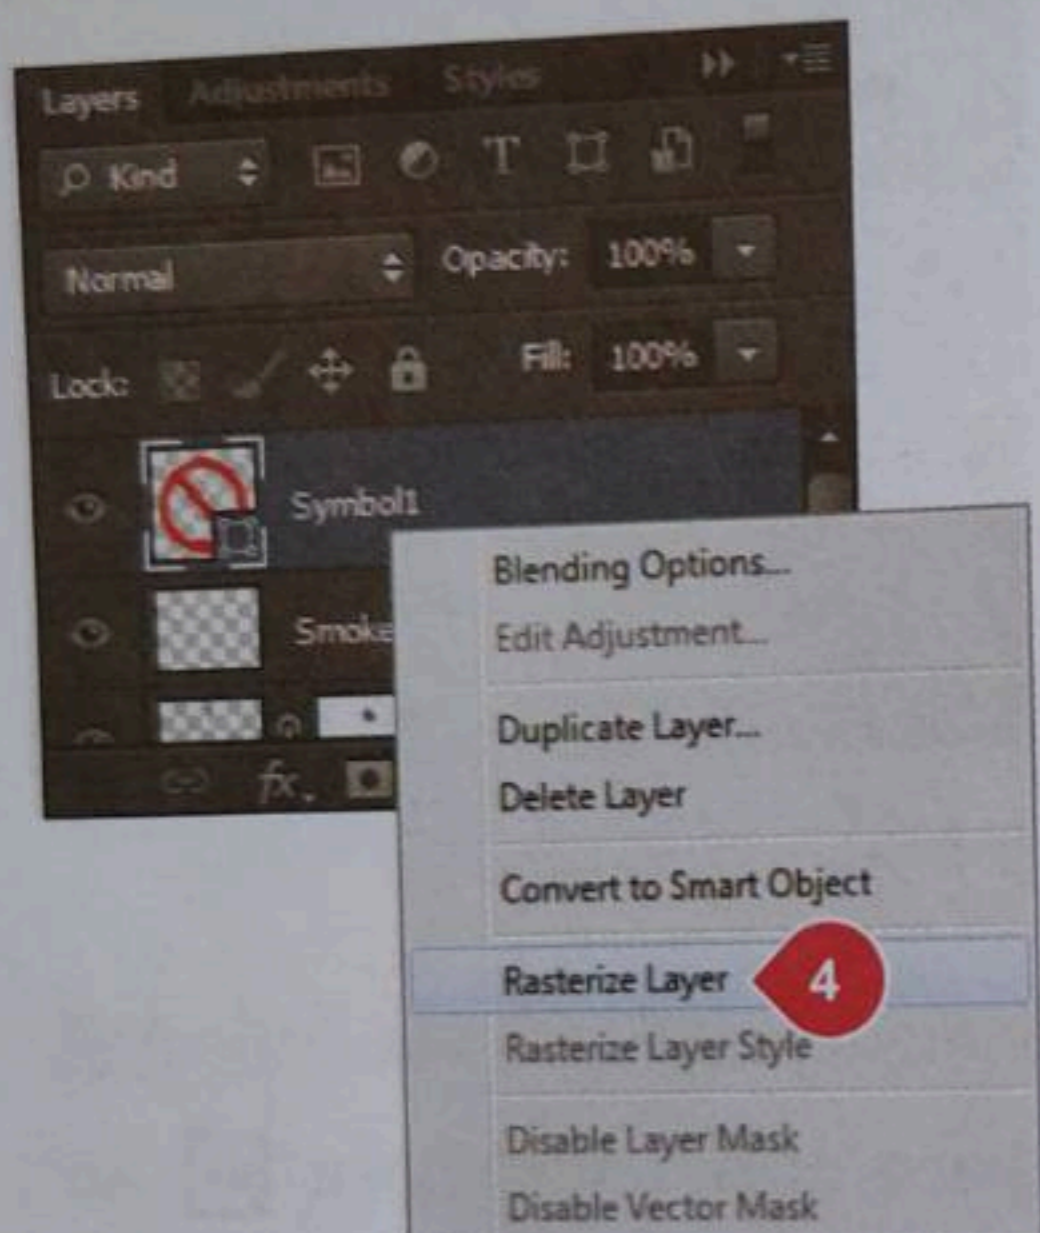 Layers Adjustments Styles
Kind T
Normal Opacity: 100%
Lock: Fill: 100%
Symbol1
Smoke
fx.
Blending Options...
Edit Adjustment...
Duplicate Layer...
Delete Layer
Convert to Smart Object
Rasterize Layer 4
Rasterize Layer Style
Disable Layer Mask
Disable Vector Mask